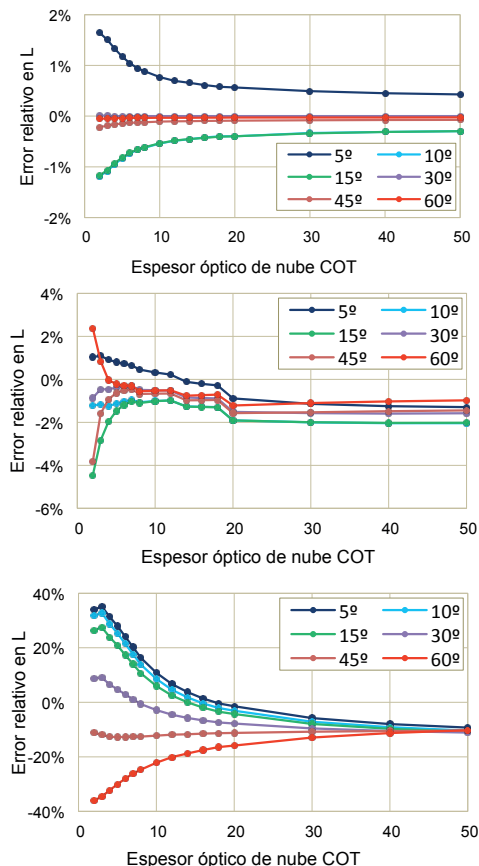 2%
1%
0%
-1%
-2%
Error relativo en L
5º 10º
15º 30º
45º 60º
0 10 20 30 40 50
Espesor óptico de nube COT
4%
2%
0%
-2%
-4%
-6%
Error relativo en L
5º 10º
15º 30º
45º 60º
0 10 20 30 40 50
Espesor óptico de nube COT
40%
20%
0%
-20%
-40%
Error relativo en L
5º 10º
15º 30º
45º 60º
0 10 20 30 40 50
Espesor óptico de nube COT